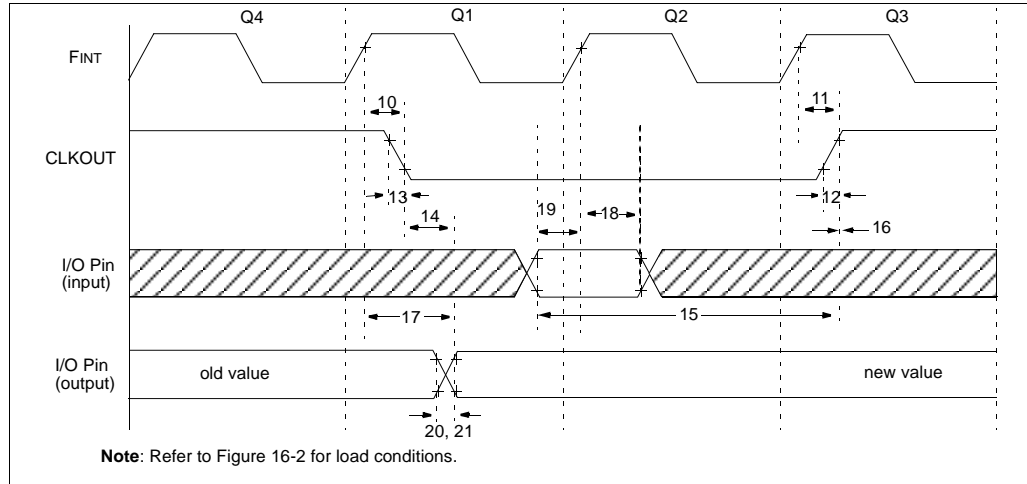 Q4 Q1 Q2 Q3
FINT
10 11
CLKOUT
13 12
14 19 18 16
I/O Pin
(input)
17 15
I/O Pin
(output)
old value new value
20, 21
Note: Refer to Figure 16-2 for load conditions.